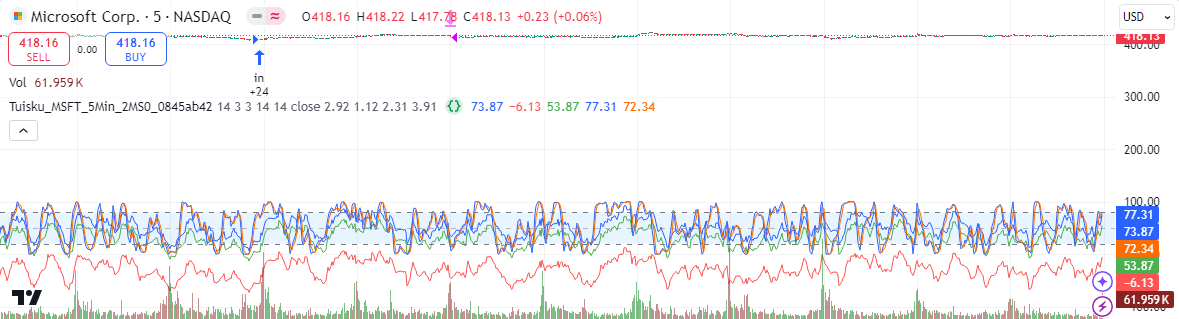 Microsoft Corp. · 5 · NASDAQ O418.16 H418.22 L417.78 C418.13 +0.23 (+0.06%) USD
418.16 SELL 0.00 418.16 BUY
418.13
400.00
in
+24
Vol 61.959K
300.00
Tuisku_MSFT_5Min_2MS0_0845ab42 14 3 3 14 14 close 2.92 1.12 2.31 3.91 {} 73.87 −6.13 53.87 77.31 72.34
200.00
100.00
77.31
73.87
72.34
53.87
−6.13
61.959K